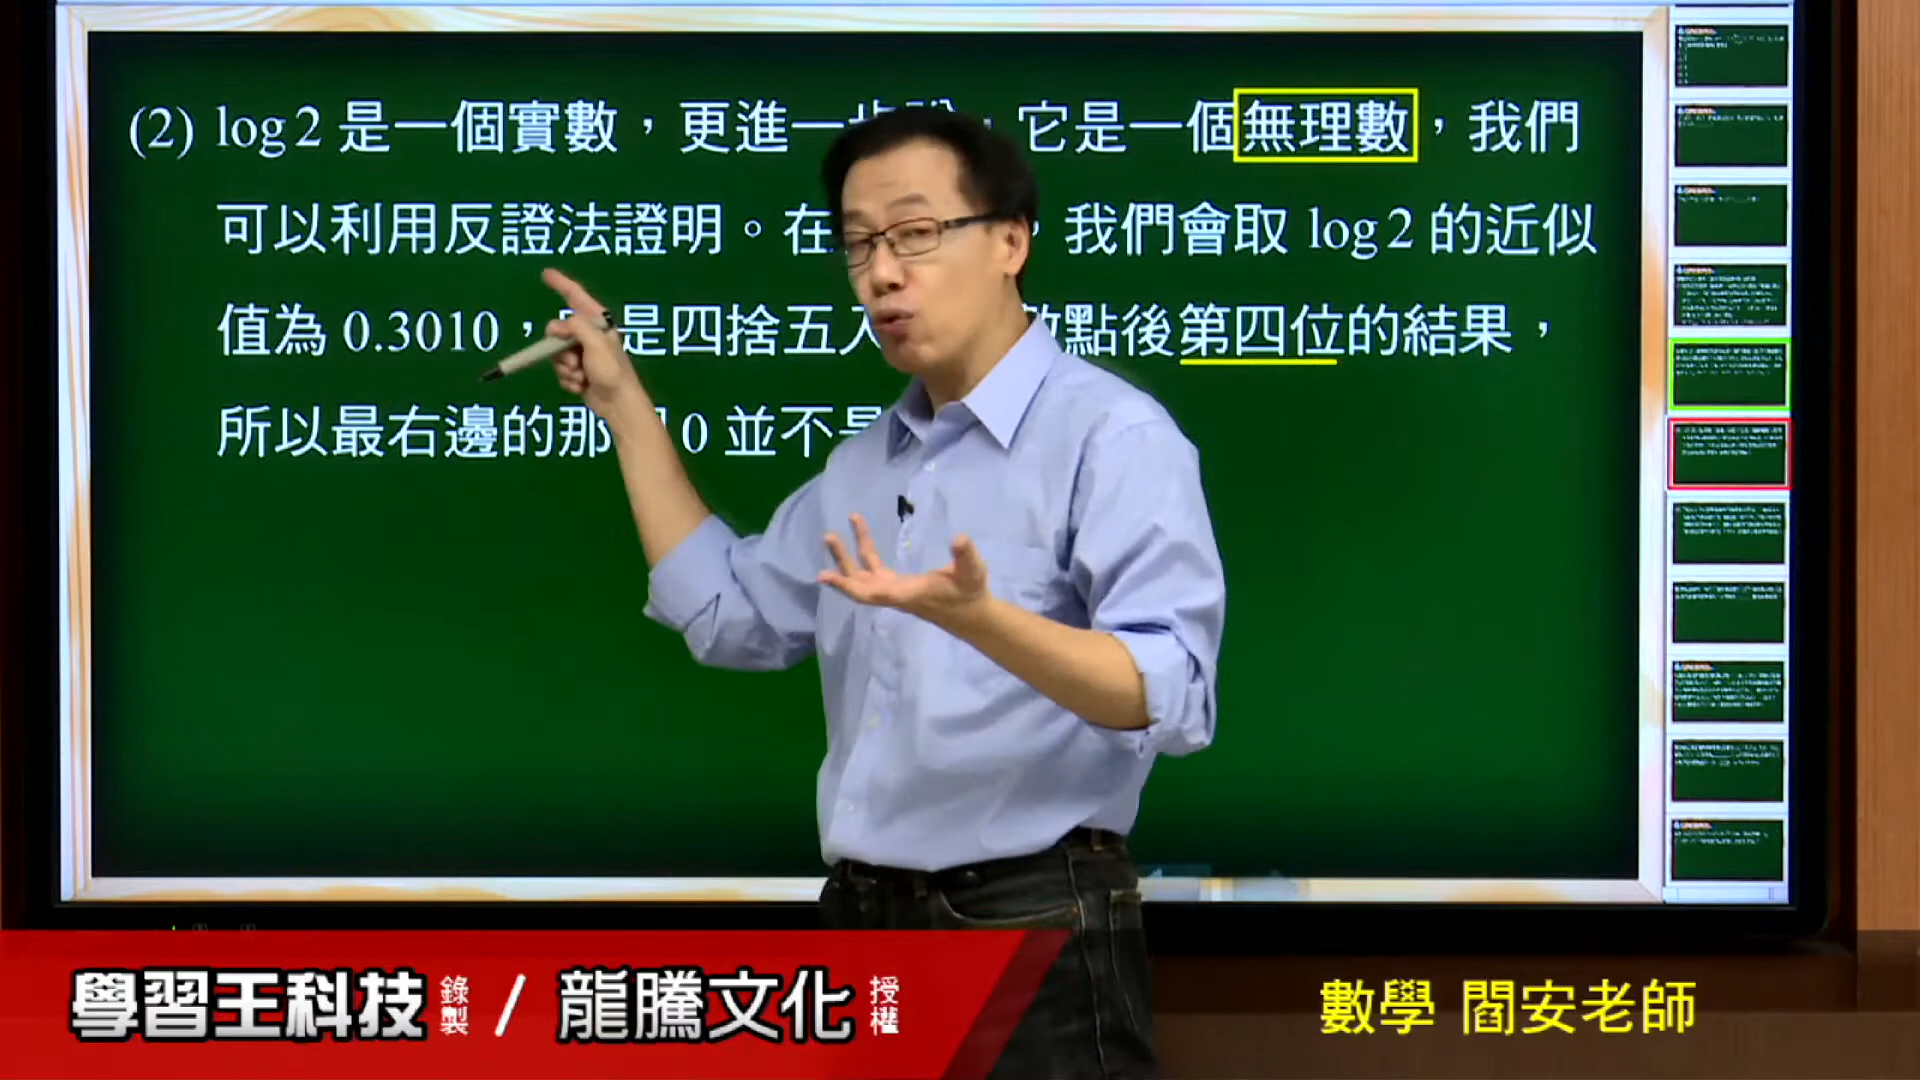 (2) log 2 是一個實數，更進一步說，它是一個無理數，我們
可以利用反證法證明。在，我們會取 log 2 的近似
值為 0.3010，是四捨五入數點後第四位的結果，
所以最右邊的那個 0 並不是
學習王科技 錄製 / 龍騰文化 授權
數學 閻安老師